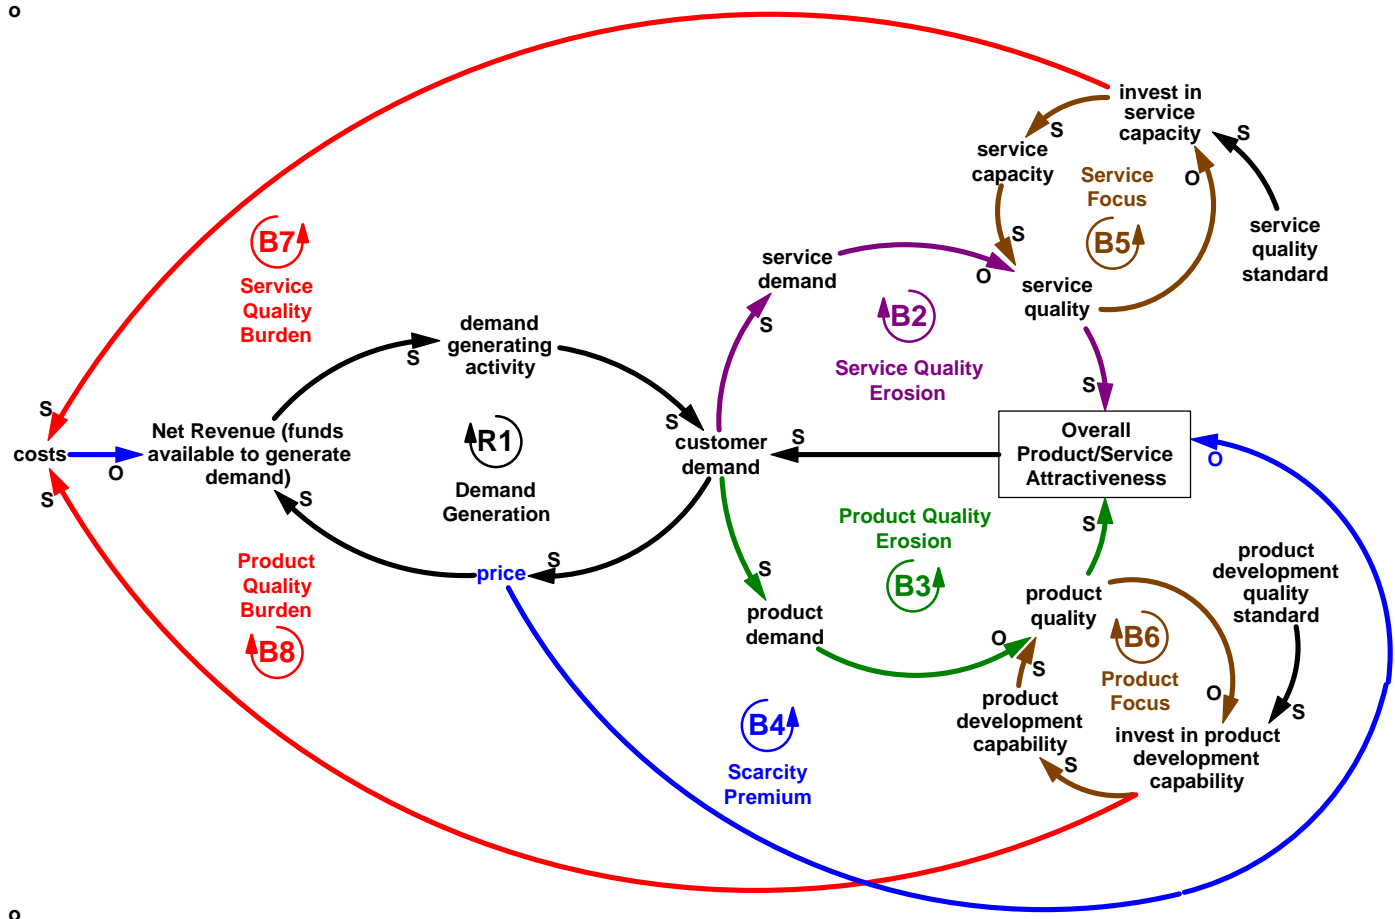 o
invest in
service
capacity
S
S
service
capacity
Service
Focus
O
B5
service
quality
standard
S
B7
Service
Quality
Burden
service
demand
O
service
quality
S
B2
Service Quality
Erosion
demand
generating
activity
S
S
S
S
costs
O
Net Revenue (funds
available to generate
demand)
R1
Demand
Generation
S
customer
demand
S
Overall
Product/Service
Attractiveness
O
S
S
Product
Quality
Burden
B8
price
S
Product Quality
Erosion
B3
S
S
product
demand
O
product
quality
B6
Product
Focus
product
development
quality
standard
S
product
development
capability
O
S
invest in product
development
capability
S
B4
Scarcity
Premium
o